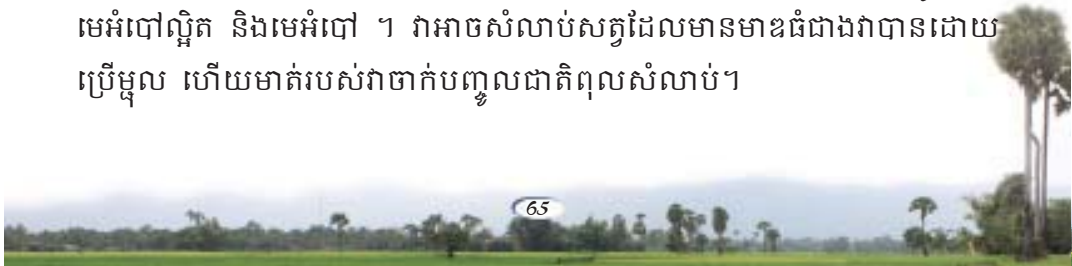 មេអំបៅល្អិត និងមេអំបៅ ។ វាអាចសំលាប់សត្វដែលមានមាឌធំជាងវាបានដោយ
ប្រើម្ជុល ហើយមាត់របស់វាចាក់បញ្ចូលជាតិពុលសំលាប់។
65